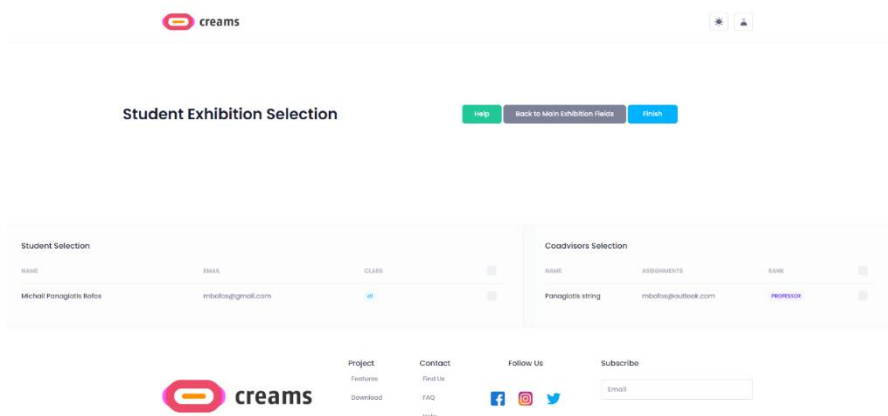 creams
Student Exhibition Selection
Help
Back to Main Exhibition Fields
Finish
Student Selection
NAME EMAIL CLASS
Michail Panagiotis Bofos mbofos@gmail.com
Coadvisors Selection
NAME ASSIGNMENTS RANK
Panagiotis string mbofos@outlook.com PROFESSOR
creams
Project
Features
Download
Contact
Find Us
FAQ
Help
Follow Us
Subscribe
Email